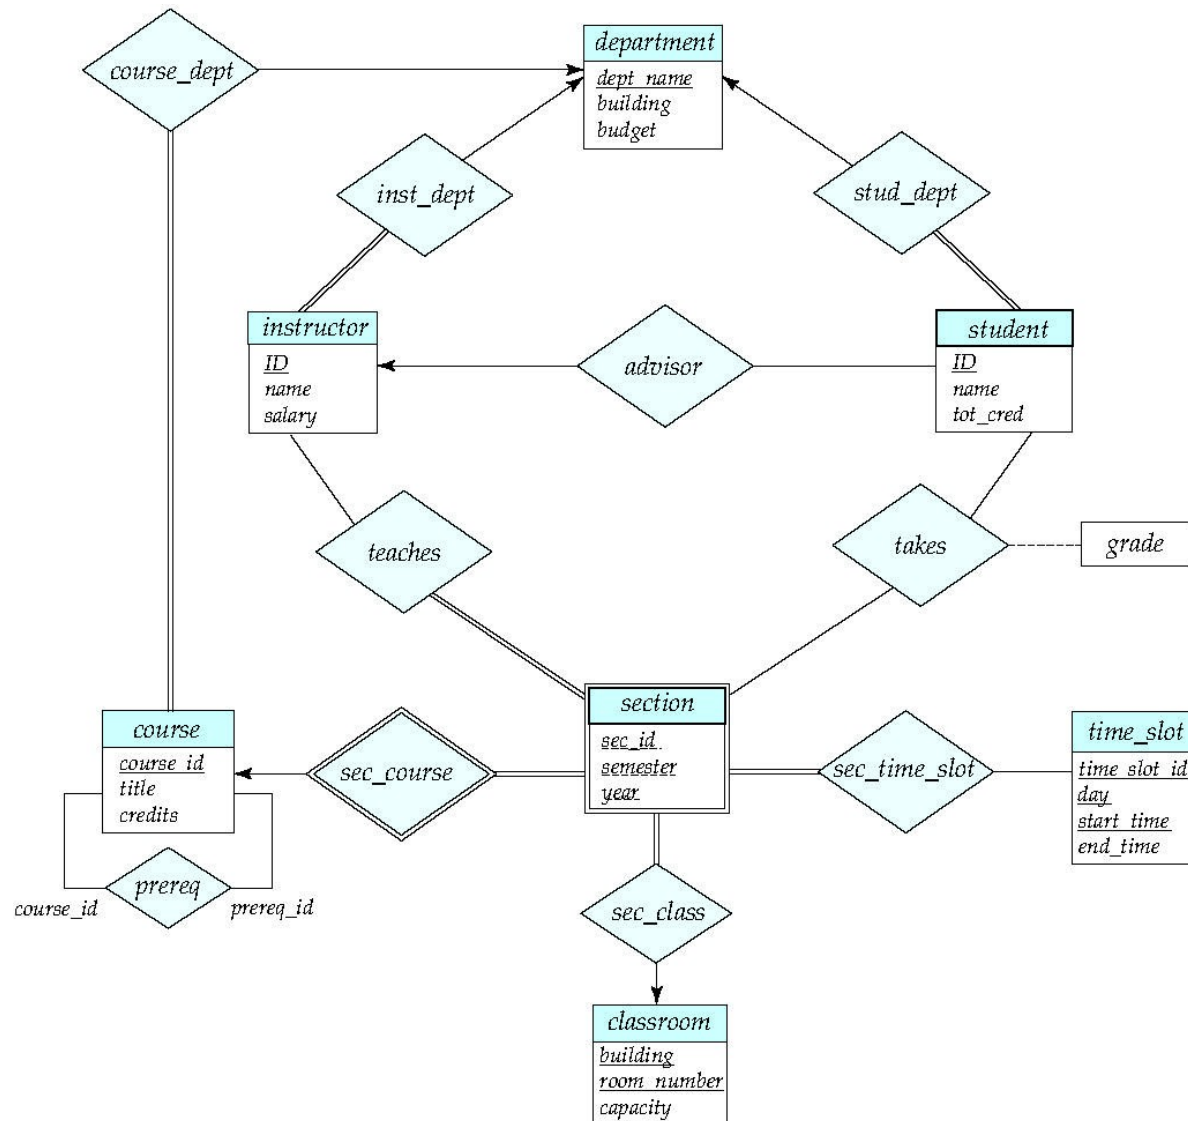 department
course_dept
dept_name
building
budget
inst_dept
stud_dept
instructor
ID
name
salary
advisor
student
ID
name
tot_cred
teaches
takes
grade
section
sec_id
semester
year
course
course_id
title
credits
sec_course
sec_time_slot
time_slot
time_slot_id
day
start_time
end_time
prereq
course_id
prereq_id
sec_class
classroom
building
room_number
capacity